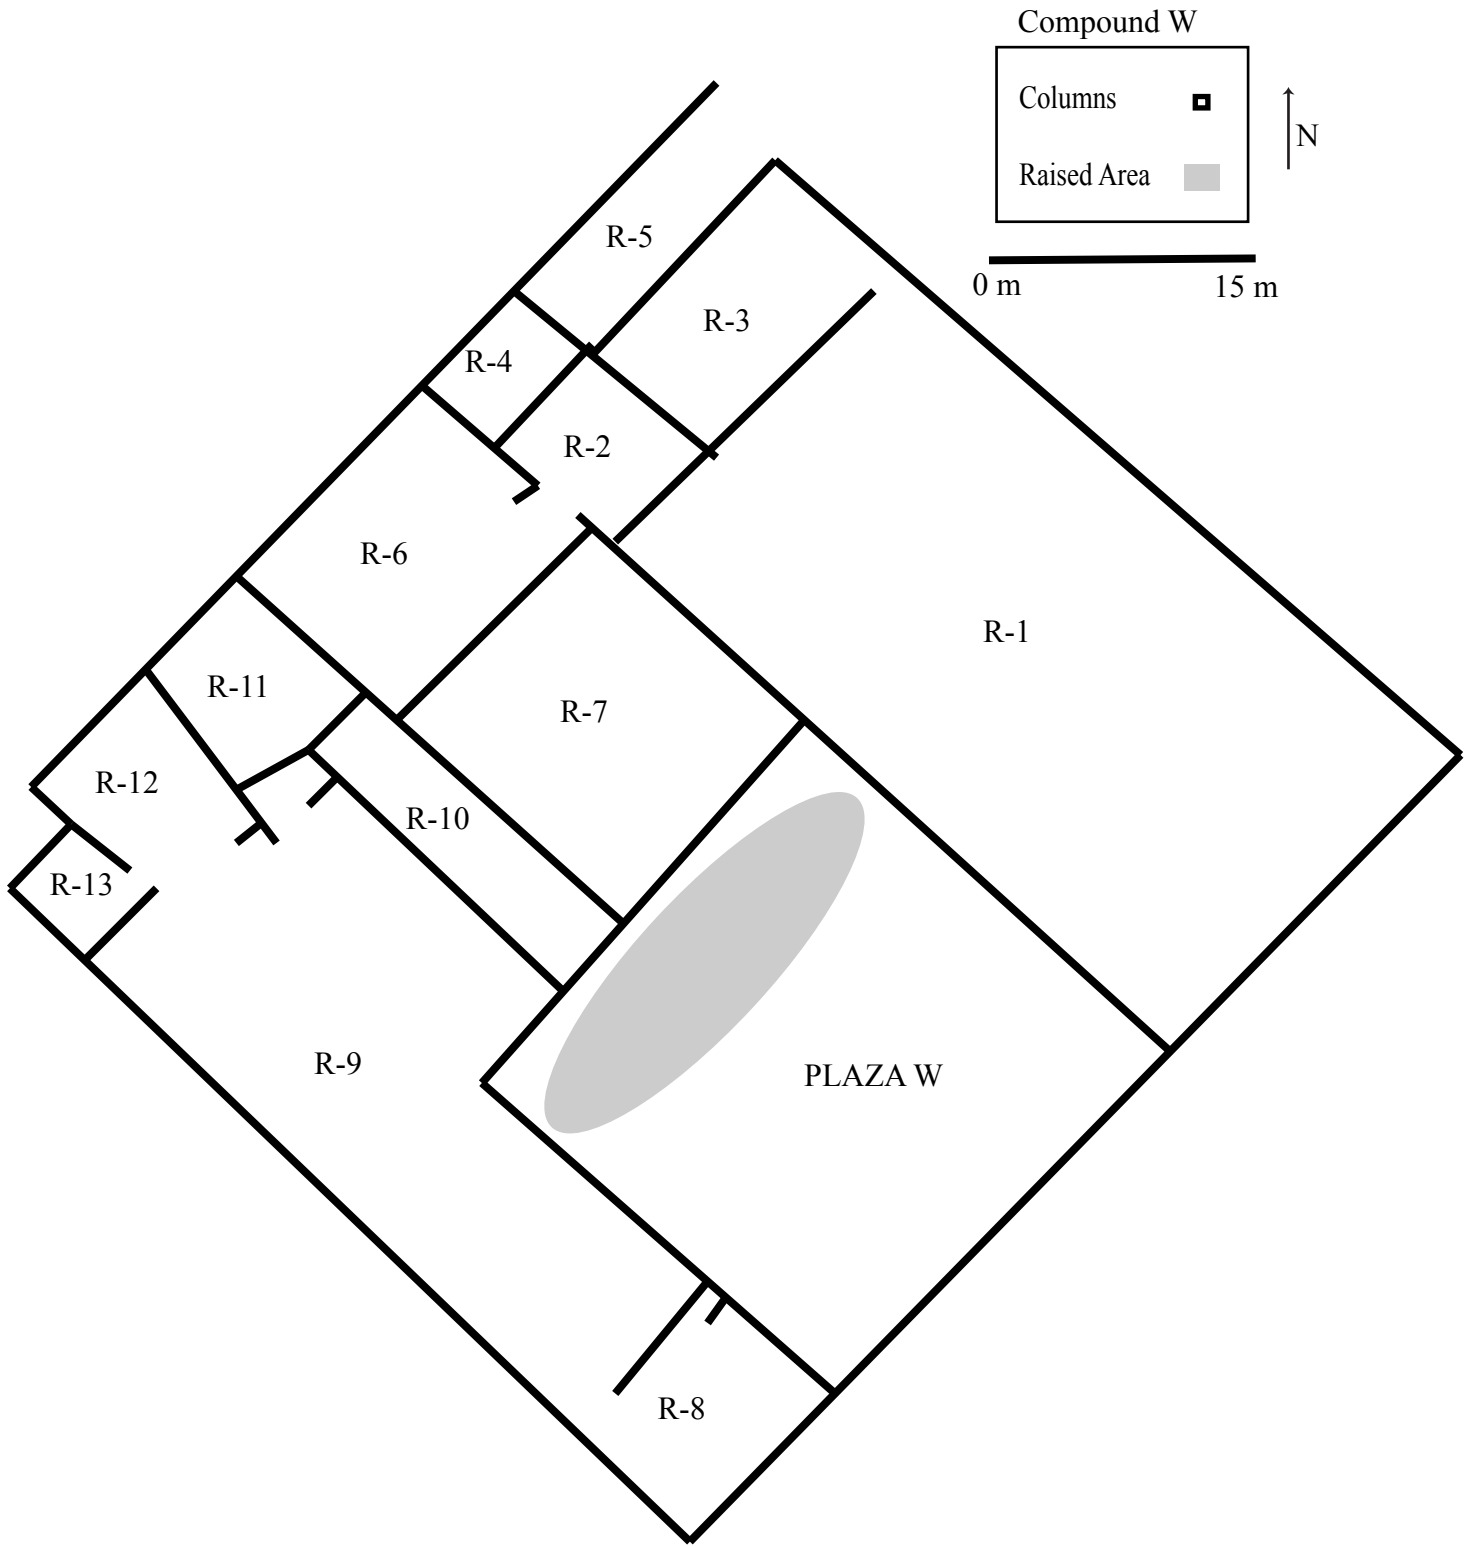 Compound W
Columns
Raised Area
N
0 m
15 m
R-5
R-3
R-4
R-2
R-6
R-1
R-11
R-7
R-12
R-10
R-13
R-9
PLAZA W
R-8